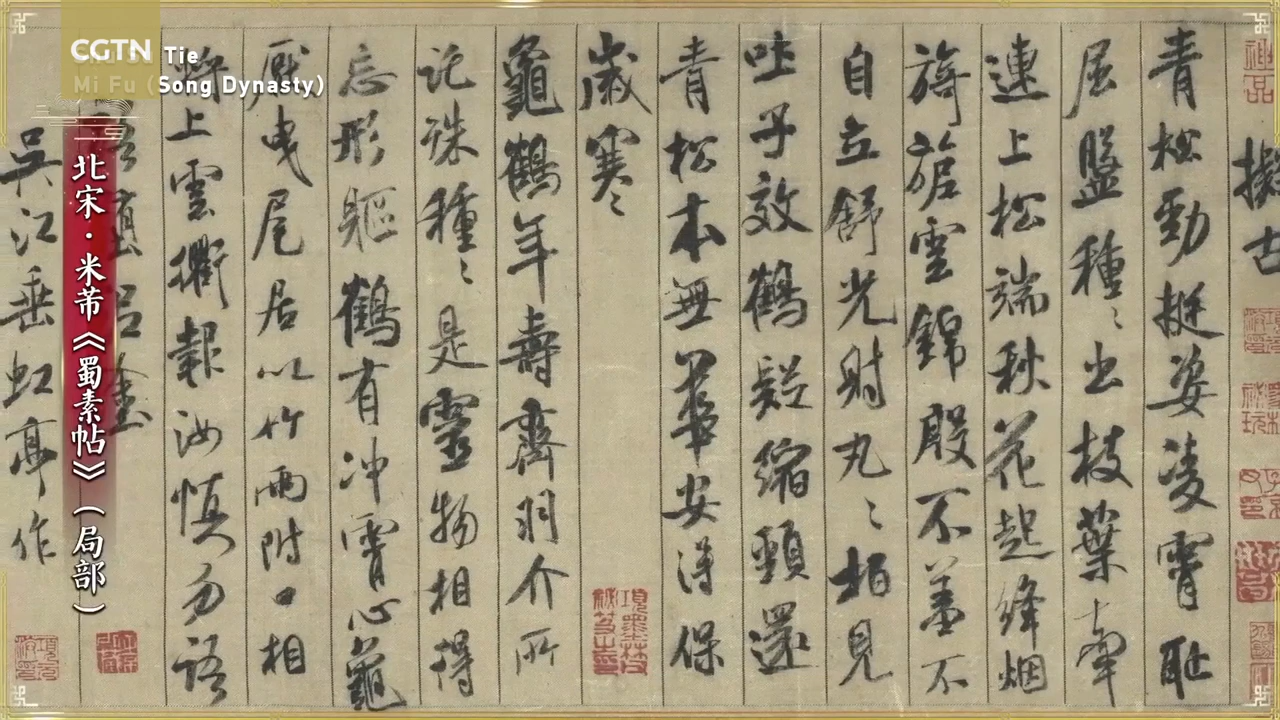 CGTN
Tie
Mi Fu (Song Dynasty)
北宋·米芾《蜀素帖》（局部）
擬古
青松勁挺姿凌霄耻
屈盤種〻出枝葉牽
連上松端秋花起絳烟
旖旎雲錦殷不羞不
自立舒光射丸〻柏見
吐子效鶴疑縮頸還
青松本無華安得保
歲寒
龜鶴年壽齊羽介所
託殊種〻是靈物相得
忘形軀鶴有冲霄心龜
厭曳尾居以竹兩附口相
將上雲衢報汝慎勿語
吳江垂虹亭作